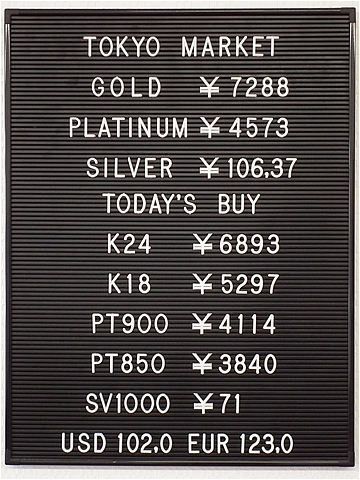 TOKYO MARKET
GOLD ¥7288
PLATINUM ¥4573
SILVER ¥106.37
TODAY'S BUY
K24 ¥6893
K18 ¥5297
PT900 ¥4114
PT850 ¥3840
SV1000 ¥71
USD 102.0 EUR 123.0